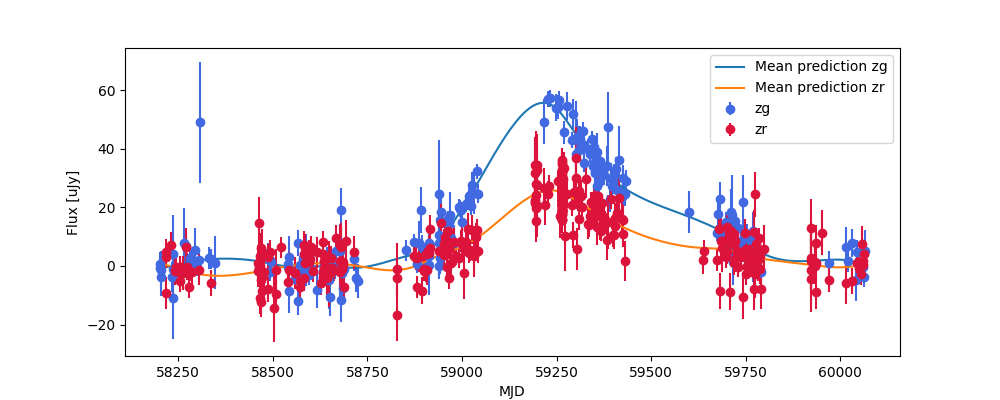 Mean prediction zg
Mean prediction zr
zg
zr
Flux [uJy]
60
40
20
0
−20
58250 58500 58750 59000 59250 59500 59750 60000
MJD